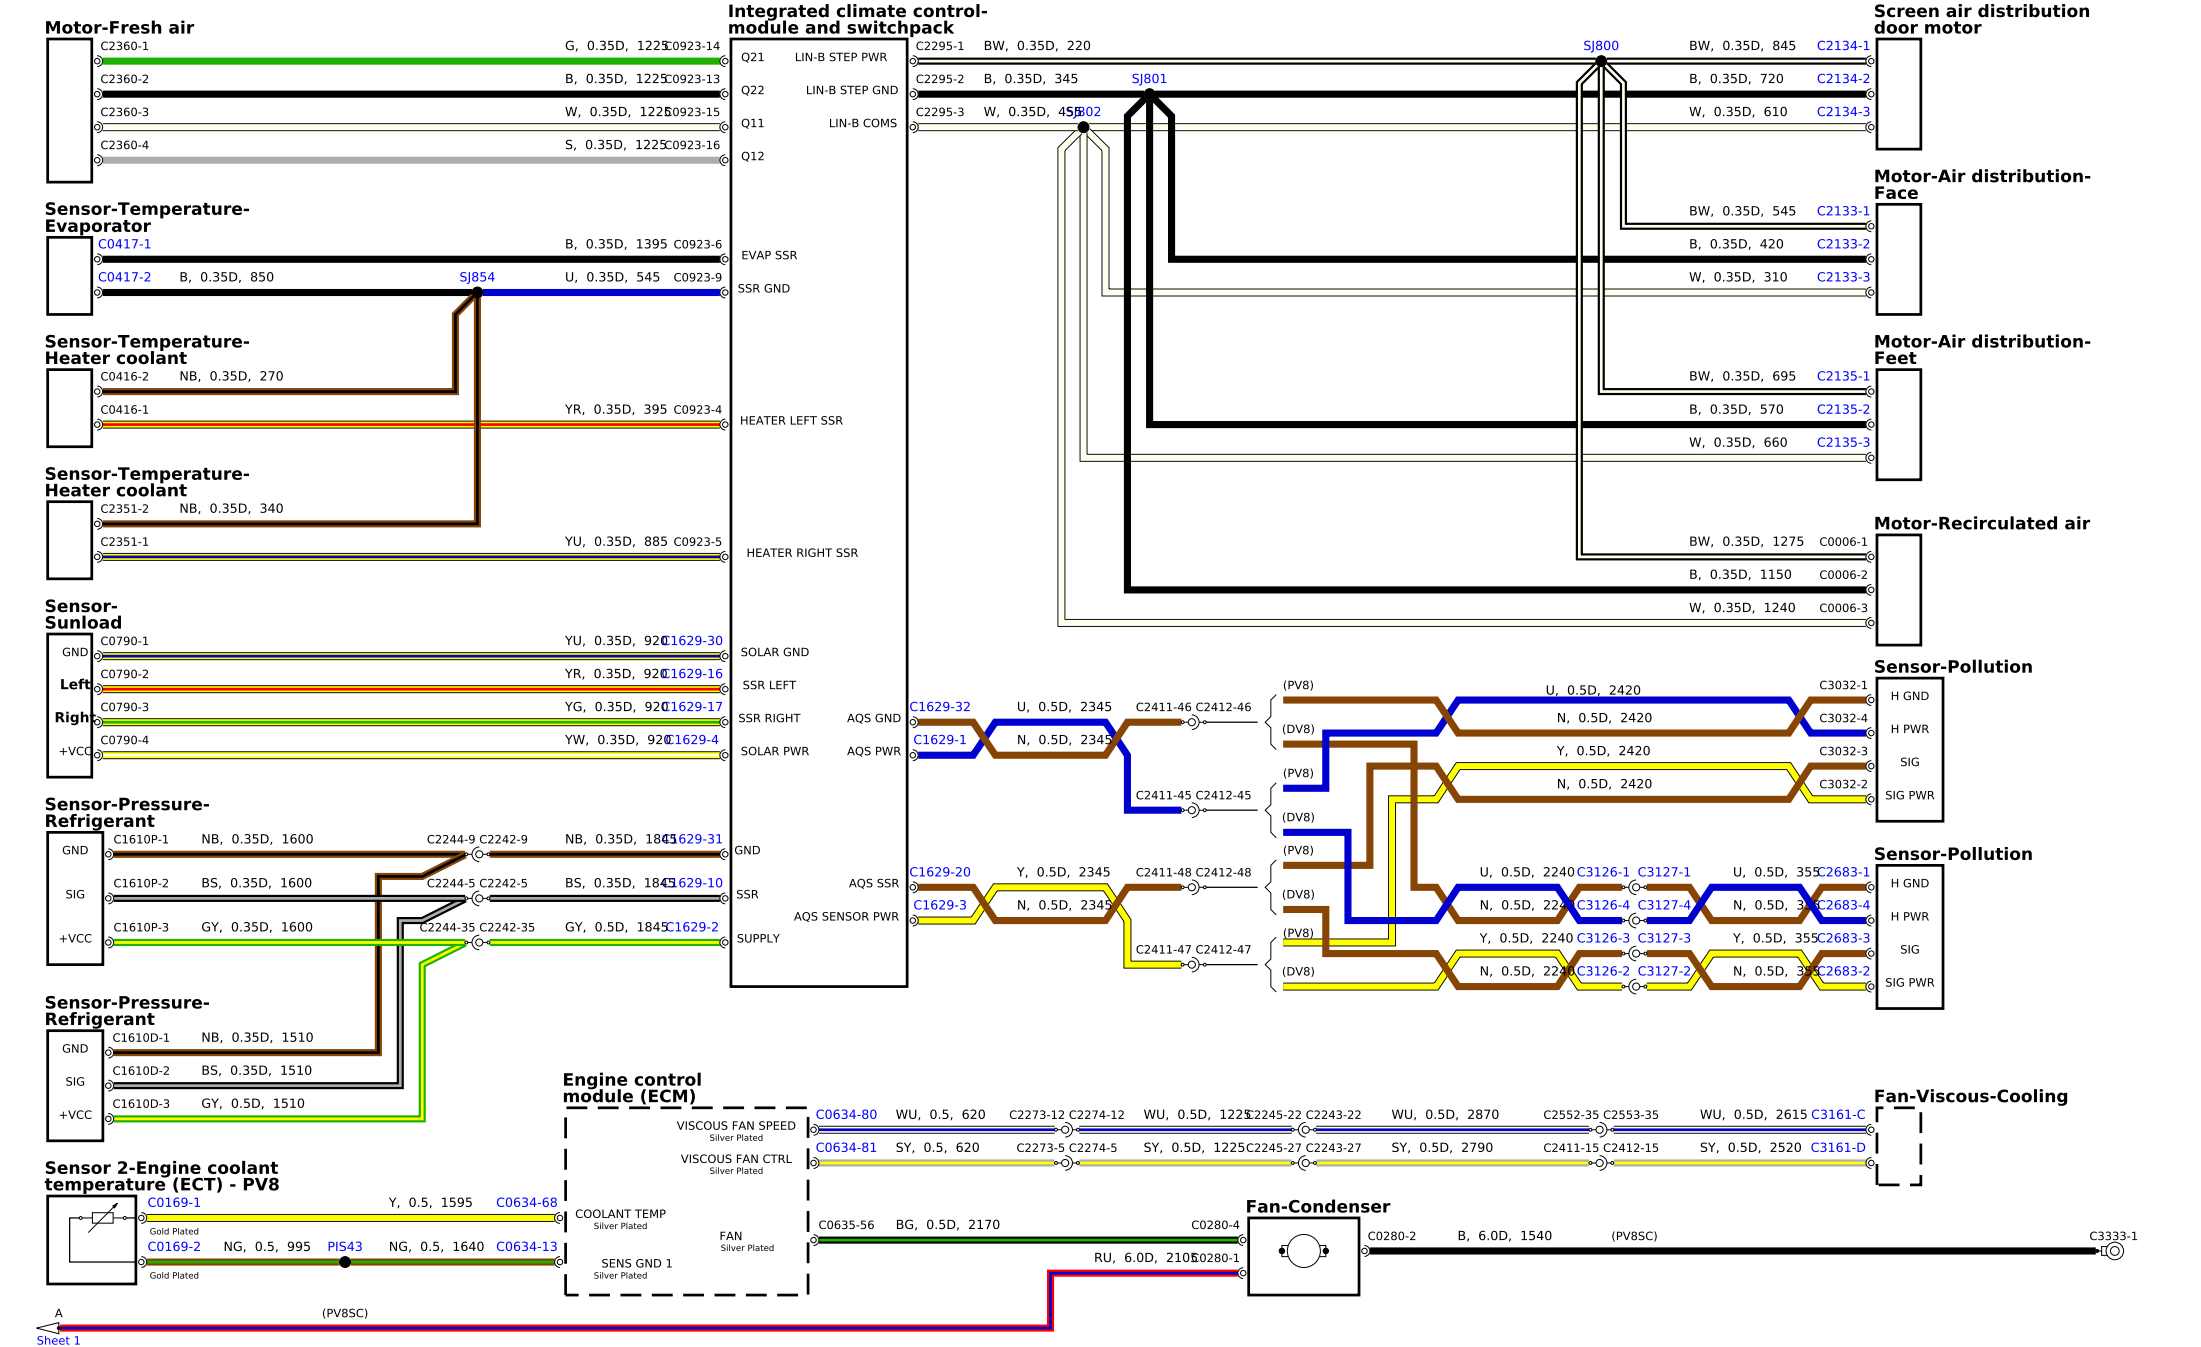 Motor-Fresh air
C2360-1
G, 0.35D, 1225
C0923-14
C2360-2
B, 0.35D, 1225
C0923-13
C2360-3
W, 0.35D, 1225
C0923-15
C2360-4
S, 0.35D, 1225
C0923-16
Sensor-Temperature-
Evaporator
C0417-1
B, 0.35D, 1395
C0923-6
C0417-2
B, 0.35D, 850
SJ854
U, 0.35D, 545
C0923-9
Sensor-Temperature-
Heater coolant
C0416-2
NB, 0.35D, 270
C0416-1
YR, 0.35D, 395
C0923-4
Sensor-Temperature-
Heater coolant
C2351-2
NB, 0.35D, 340
C2351-1
YU, 0.35D, 885
C0923-5
Sensor-
Sunload
GND
C0790-1
YU, 0.35D, 920
C1629-30
Left
C0790-2
YR, 0.35D, 920
C1629-16
Right
C0790-3
YG, 0.35D, 920
C1629-17
+VCC
C0790-4
YW, 0.35D, 920
C1629-4
Sensor-Pressure-
Refrigerant
GND
C1610P-1
NB, 0.35D, 1600
C2244-9
C2242-9
NB, 0.35D, 1845
C1629-31
SIG
C1610P-2
BS, 0.35D, 1600
C2244-5
C2242-5
BS, 0.35D, 1845
C1629-10
+VCC
C1610P-3
GY, 0.35D, 1600
C2244-35
C2242-35
GY, 0.5D, 1845
C1629-2
Sensor-Pressure-
Refrigerant
GND
C1610D-1
NB, 0.35D, 1510
SIG
C1610D-2
BS, 0.35D, 1510
+VCC
C1610D-3
GY, 0.5D, 1510
Sensor 2-Engine coolant
temperature (ECT) - PV8
C0169-1
Gold Plated
Y, 0.5, 1595
C0634-68
C0169-2
Gold Plated
NG, 0.5, 995
PIS43
NG, 0.5, 1640
C0634-13
A
(PV8SC)
Sheet 1
Integrated climate control-
module and switchpack
Q21
LIN-B STEP PWR
Q22
LIN-B STEP GND
Q11
LIN-B COMS
Q12
EVAP SSR
SSR GND
HEATER LEFT SSR
HEATER RIGHT SSR
SOLAR GND
SSR LEFT
SSR RIGHT
AQS GND
SOLAR PWR
AQS PWR
GND
AQS SSR
SSR
AQS SENSOR PWR
SUPPLY
C2295-1
BW, 0.35D, 220
SJ800
BW, 0.35D, 845
C2134-1
C2295-2
B, 0.35D, 345
SJ801
B, 0.35D, 720
C2134-2
C2295-3
W, 0.35D, 455
SJ802
W, 0.35D, 610
C2134-3
Screen air distribution
door motor
Motor-Air distribution-
Face
BW, 0.35D, 545
C2133-1
B, 0.35D, 420
C2133-2
W, 0.35D, 310
C2133-3
Motor-Air distribution-
Feet
BW, 0.35D, 695
C2135-1
B, 0.35D, 570
C2135-2
W, 0.35D, 660
C2135-3
Motor-Recirculated air
BW, 0.35D, 1275
C0006-1
B, 0.35D, 1150
C0006-2
W, 0.35D, 1240
C0006-3
C1629-32
U, 0.5D, 2345
C2411-46
C2412-46
C1629-1
N, 0.5D, 2345
C2411-45
C2412-45
C1629-20
Y, 0.5D, 2345
C2411-48
C2412-48
C1629-3
N, 0.5D, 2345
C2411-47
C2412-47
(PV8)
(DV8)
(PV8)
(DV8)
(PV8)
(DV8)
(PV8)
(DV8)
Sensor-Pollution
U, 0.5D, 2420
C3032-1
H GND
N, 0.5D, 2420
C3032-4
H PWR
Y, 0.5D, 2420
C3032-3
SIG
N, 0.5D, 2420
C3032-2
SIG PWR
Sensor-Pollution
U, 0.5D, 2240
C3126-1
C3127-1
U, 0.5D, 355
C2683-1
H GND
N, 0.5D, 2240
C3126-4
C3127-4
N, 0.5D, 355
C2683-4
H PWR
Y, 0.5D, 2240
C3126-3
C3127-3
Y, 0.5D, 355
C2683-3
SIG
N, 0.5D, 2240
C3126-2
C3127-2
N, 0.5D, 355
C2683-2
SIG PWR
Engine control
module (ECM)
VISCOUS FAN SPEED
Silver Plated
VISCOUS FAN CTRL
Silver Plated
COOLANT TEMP
Silver Plated
FAN
Silver Plated
SENS GND 1
Silver Plated
C0634-80
WU, 0.5, 620
C2273-12
C2274-12
WU, 0.5D, 1225
C2245-22
C2243-22
WU, 0.5D, 2870
C2552-35
C2553-35
WU, 0.5D, 2615
C3161-C
C0634-81
SY, 0.5, 620
C2273-5
C2274-5
SY, 0.5D, 1225
C2245-27
C2243-27
SY, 0.5D, 2790
C2411-15
C2412-15
SY, 0.5D, 2520
C3161-D
Fan-Viscous-Cooling
Fan-Condenser
C0635-56
BG, 0.5D, 2170
C0280-4
RU, 6.0D, 2105
C0280-1
C0280-2
B, 6.0D, 1540
(PV8SC)
C3333-1